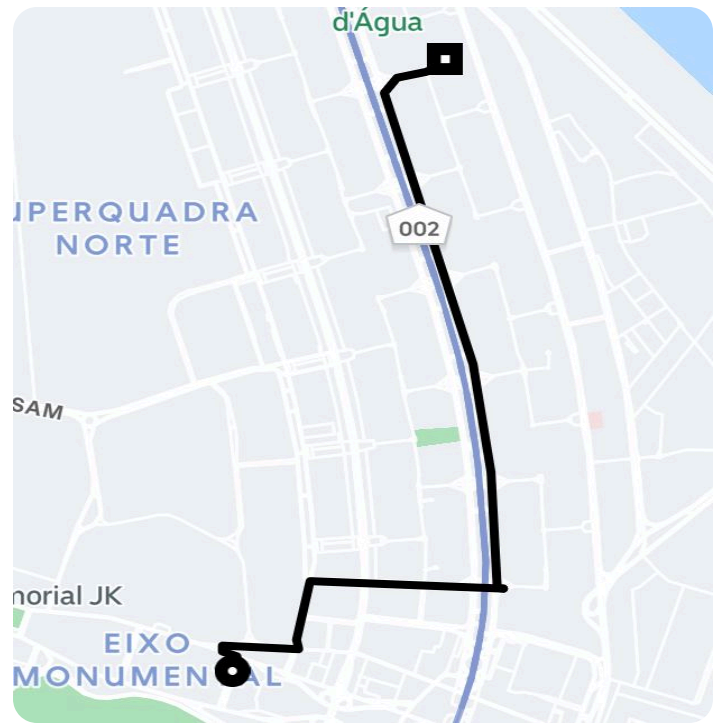 d'Água
UPERQUADRA
NORTE
002
SAM
morial JK
EIXO
MONUMENTAL